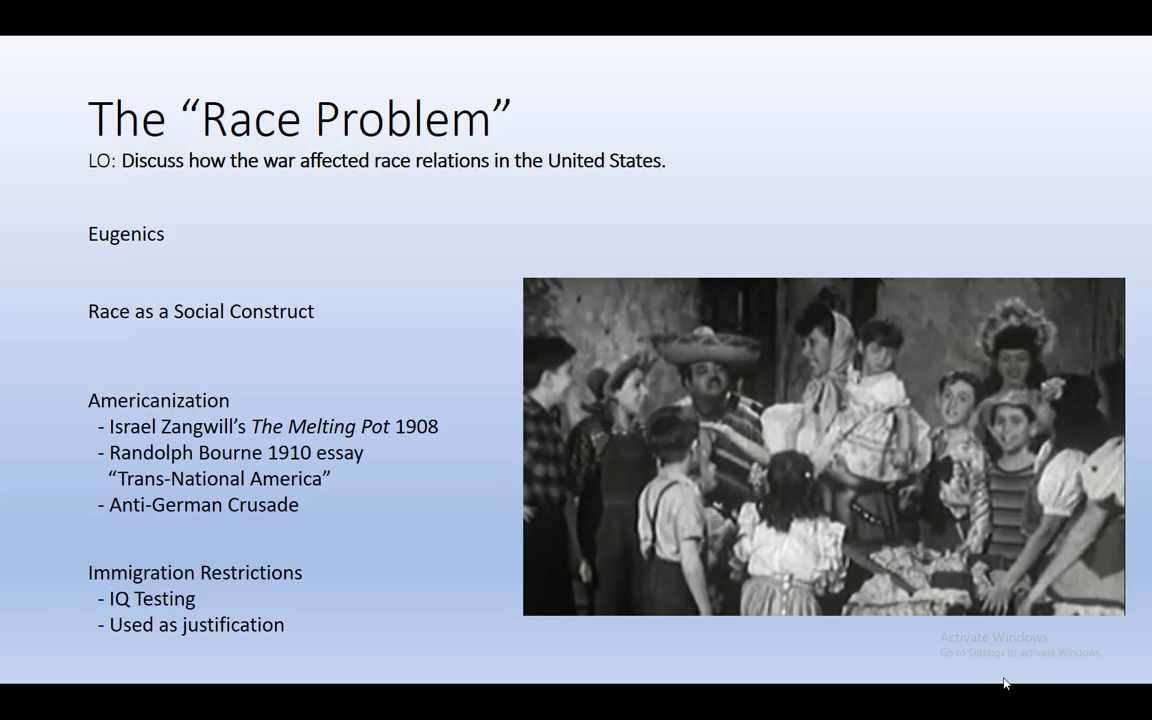 The “Race Problem”
LO: Discuss how the war affected race relations in the United States.
Eugenics
Race as a Social Construct
Americanization
- Israel Zangwill’s The Melting Pot 1908
- Randolph Bourne 1910 essay
“Trans-National America”
- Anti-German Crusade
Immigration Restrictions
- IQ Testing
- Used as justification
Activate Windows
Go to Settings to activate Windows.